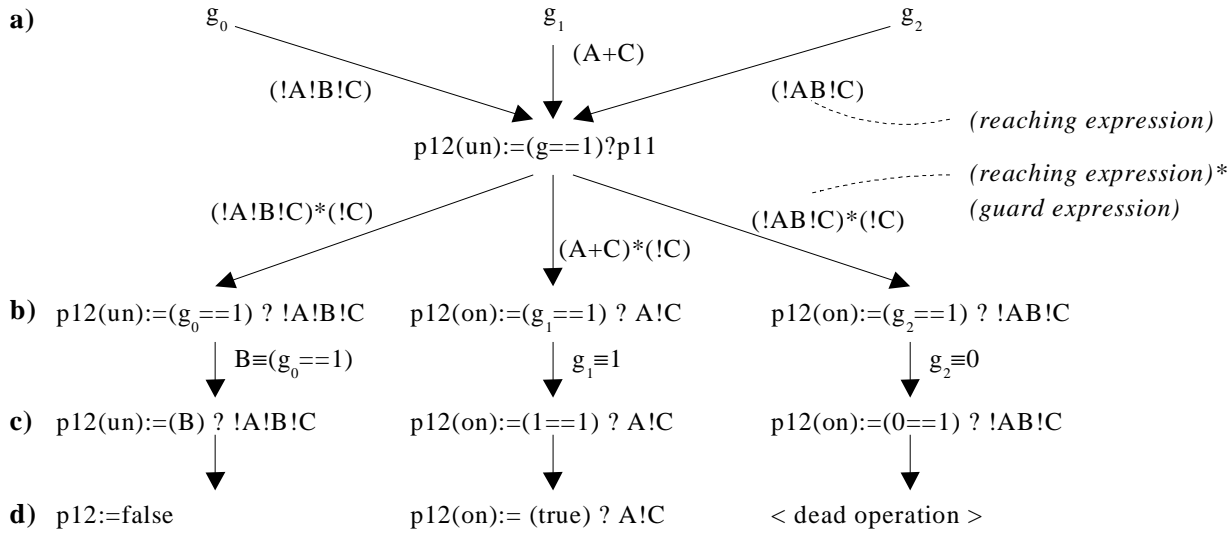 a) g0 g1 g2
(A+C)
(!A!B!C) (!AB!C)
(reaching expression)
p12(un):=(g==1)?p11
(reaching expression)*
(!A!B!C)*(!C) (!AB!C)*(!C) (guard expression)
(A+C)*(!C)
b) p12(un):=(g0==1) ? !A!B!C p12(on):=(g1==1) ? A!C p12(on):=(g2==1) ? !AB!C
B≡(g0==1) g1≡1 g2≡0
c) p12(un):=(B) ? !A!B!C p12(on):=(1==1) ? A!C p12(on):=(0==1) ? !AB!C
d) p12:=false p12(on):= (true) ? A!C < dead operation >